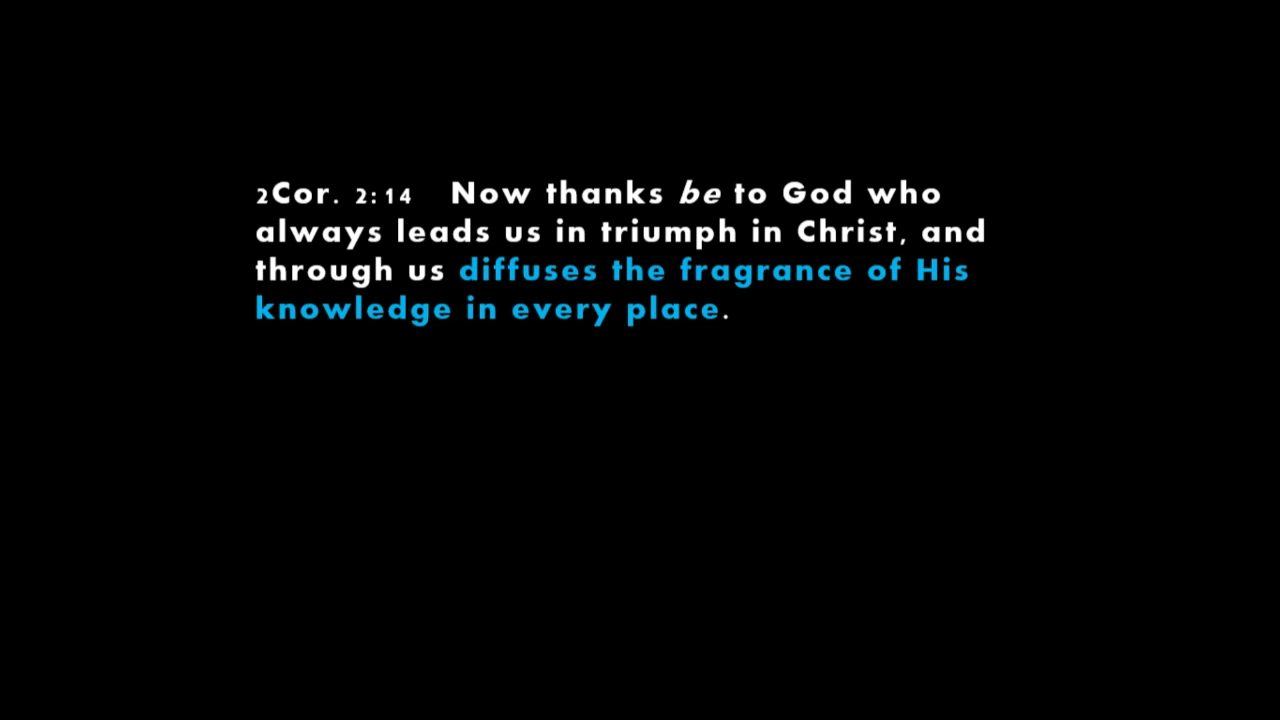 2Cor. 2:14 Now thanks be to God who
always leads us in triumph in Christ, and
through us diffuses the fragrance of His
knowledge in every place.